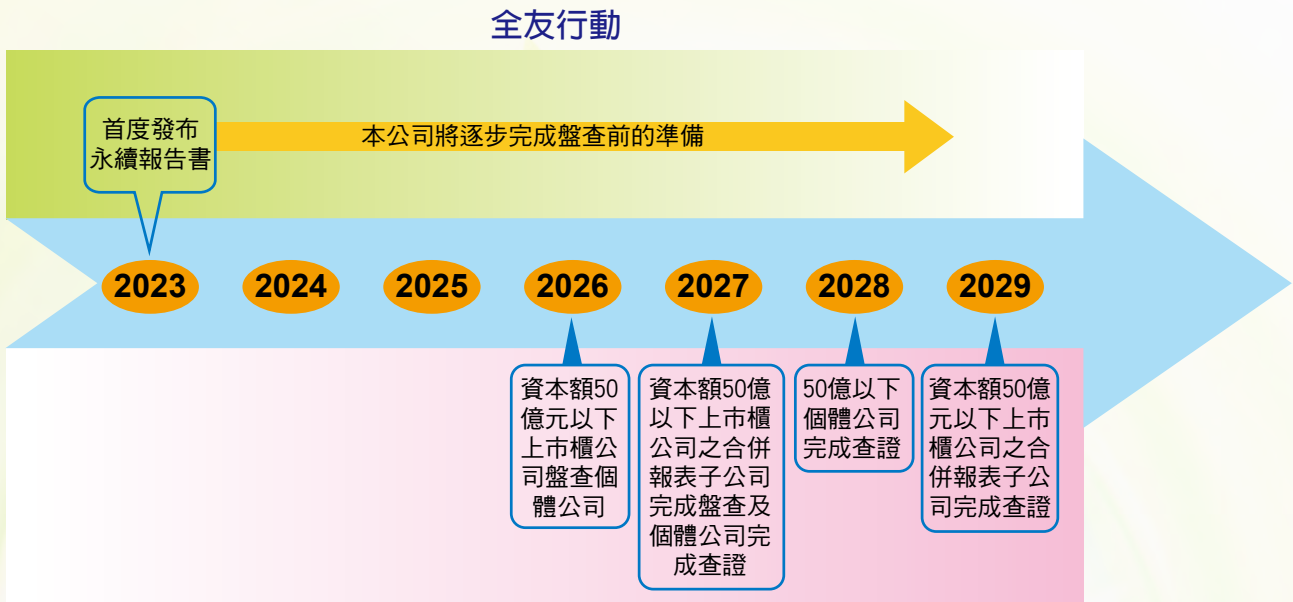 全友行動
首度發布
永續報告書
本公司將逐步完成盤查前的準備
2023
2024
2025
2026
2027
2028
2029
資本額50
億元以下
上市櫃公
司盤查個
體公司
資本額50億
以下上市櫃
公司之合併
報表子公司
完成盤查及
個體公司完
成查證
50億以下
個體公司
完成查證
資本額50億
元以下上市
櫃公司之合
併報表子公
司完成查證